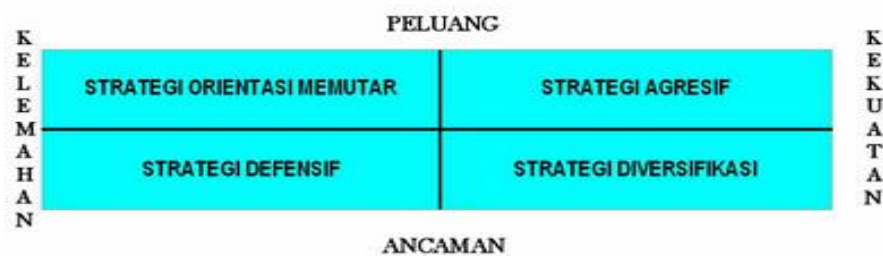 PELUANG
KELEMAHAN
STRATEGI ORIENTASI MEMUTAR
STRATEGI AGRESIF
KEKUATAN
STRATEGI DEFENSIF
STRATEGI DIVERSIFIKASI
ANCAMAN